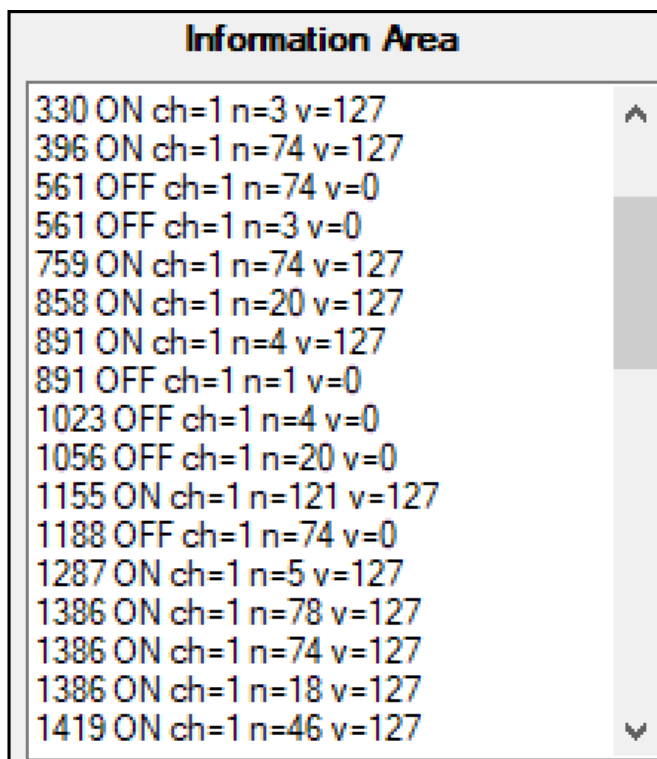 Information Area
330 ON ch=1 n=3 v=127
396 ON ch=1 n=74 v=127
561 OFF ch=1 n=74 v=0
561 OFF ch=1 n=3 v=0
759 ON ch=1 n=74 v=127
858 ON ch=1 n=20 v=127
891 ON ch=1 n=4 v=127
891 OFF ch=1 n=1 v=0
1023 OFF ch=1 n=4 v=0
1056 OFF ch=1 n=20 v=0
1155 ON ch=1 n=121 v=127
1188 OFF ch=1 n=74 v=0
1287 ON ch=1 n=5 v=127
1386 ON ch=1 n=78 v=127
1386 ON ch=1 n=74 v=127
1386 ON ch=1 n=18 v=127
1419 ON ch=1 n=46 v=127